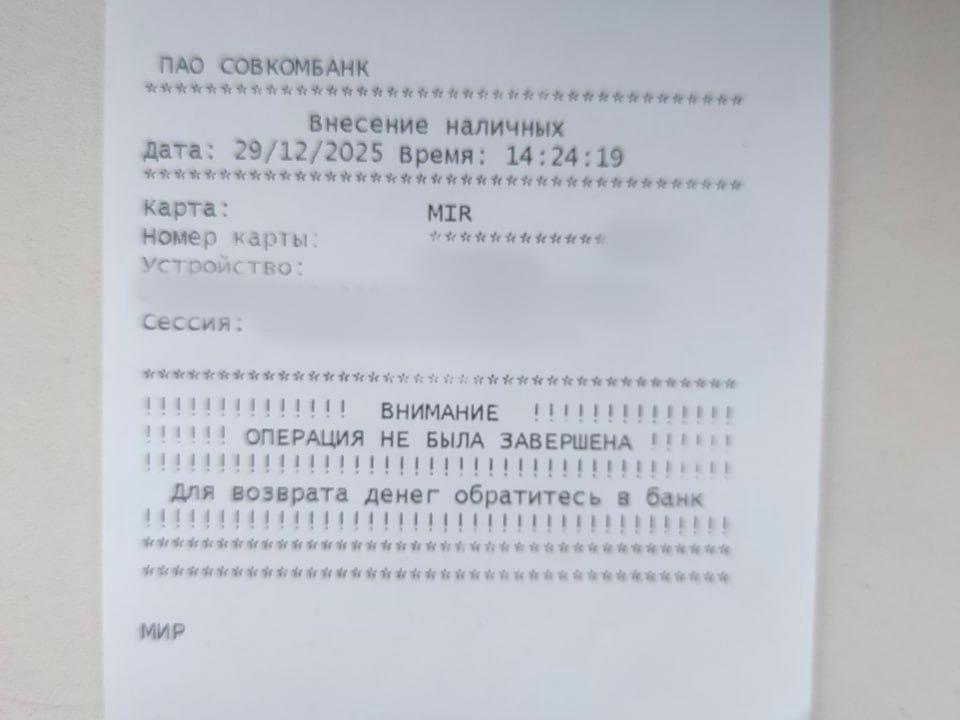 ПАО СОВКОМБАНК
****************************************
Внесение наличных
Дата: 29/12/2025 Время: 14:24:19
****************************************
Карта: MIR
Номер карты: ************
Устройство:
Сессия:
****************************************
!!!!!!!!!!!!!! ВНИМАНИЕ !!!!!!!!!!!!!!
!!!!!! ОПЕРАЦИЯ НЕ БЫЛА ЗАВЕРШЕНА !!!!!!
!!!!!!!!!!!!!!!!!!!!!!!!!!!!!!!!!!!!!!!!
Для возврата денег обратитесь в банк
!!!!!!!!!!!!!!!!!!!!!!!!!!!!!!!!!!!!!!!!
****************************************
****************************************
МИР